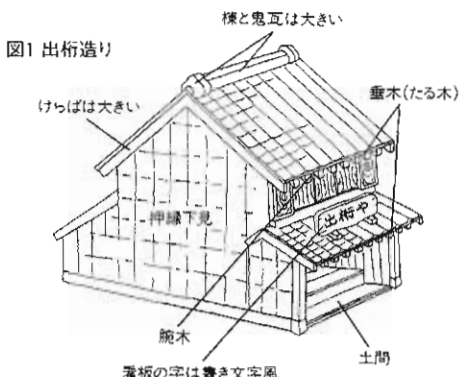 図1 出桁造り
棟と鬼瓦は大きい
けらばは大きい
垂木(たる木)
押縁下見
出桁や
腕木
土間
看板の字は書き文字風